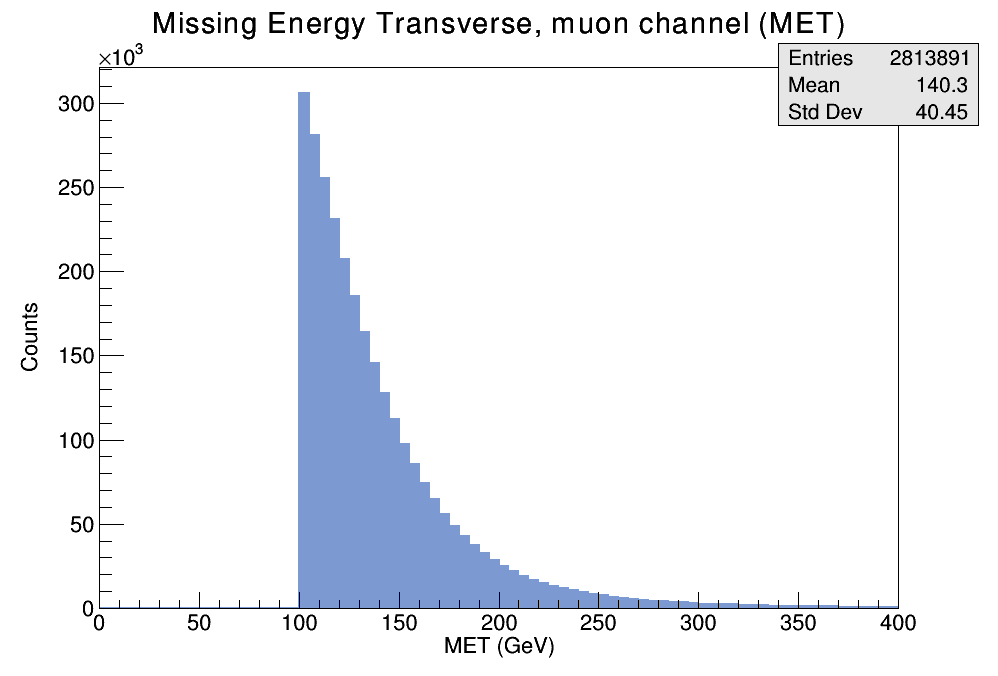 Missing Energy Transverse, muon channel (MET)
×10³
Entries 2813891
Mean 140.3
Std Dev 40.45
300
250
200
150
100
50
0
Counts
0 50 100 150 200 250 300 350 400
MET (GeV)